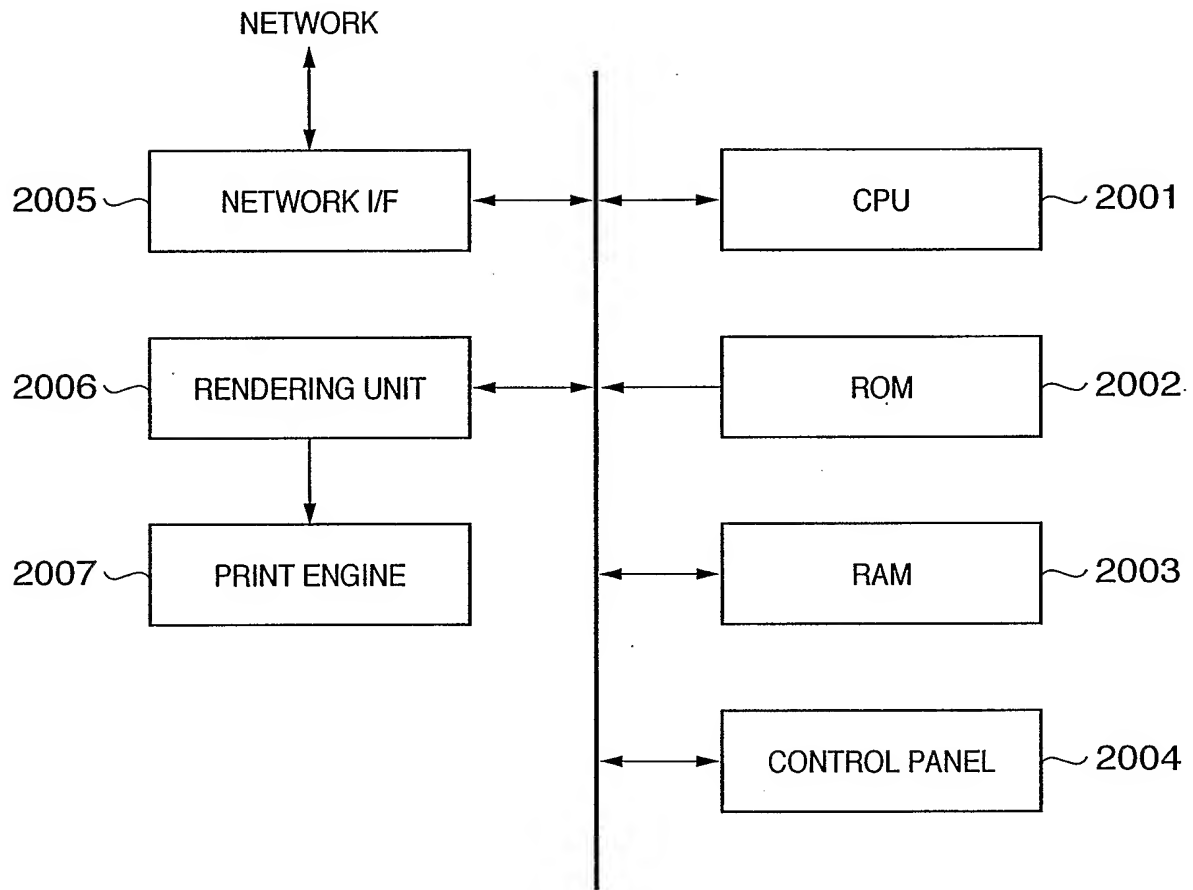 NETWORK
2005 NETWORK I/F
CPU 2001
2006 RENDERING UNIT
ROM 2002
2007 PRINT ENGINE
RAM 2003
CONTROL PANEL 2004